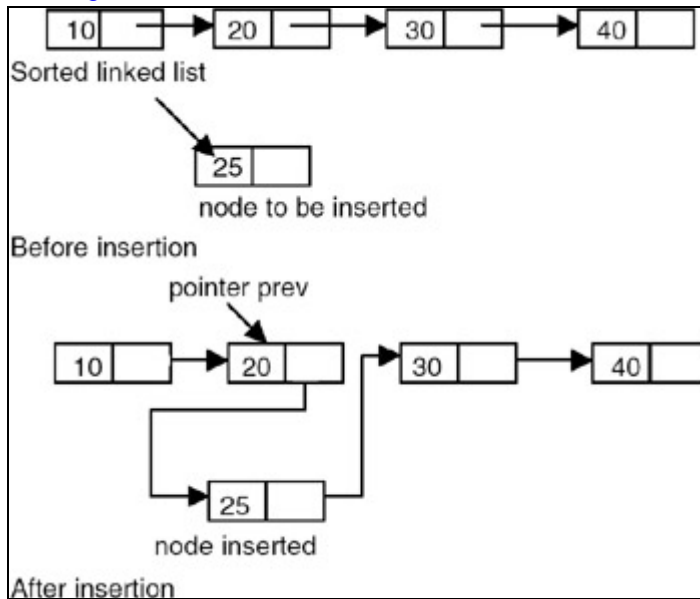 10 20 30 40
Sorted linked list
25
node to be inserted
Before insertion
pointer prev
10 20 30 40
25
node inserted
After insertion